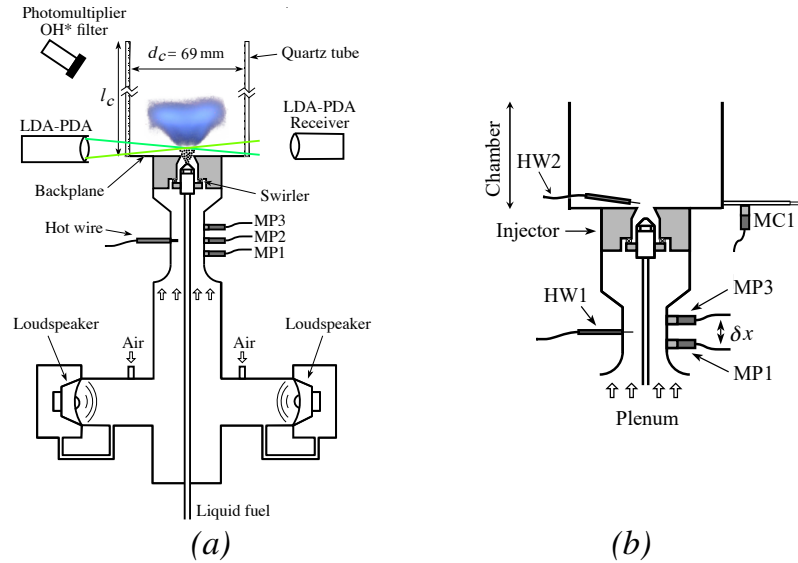 Photomultiplier
OH* filter
d_c = 69 mm
Quartz tube
l_c
LDA-PDA
LDA-PDA
Receiver
Backplane
Swirler
Hot wire
MP3
MP2
MP1
Loudspeaker
Air
Air
Loudspeaker
Liquid fuel
(a)
Chamber
HW2
MC1
Injector
HW1
MP3
δx
MP1
Plenum
(b)